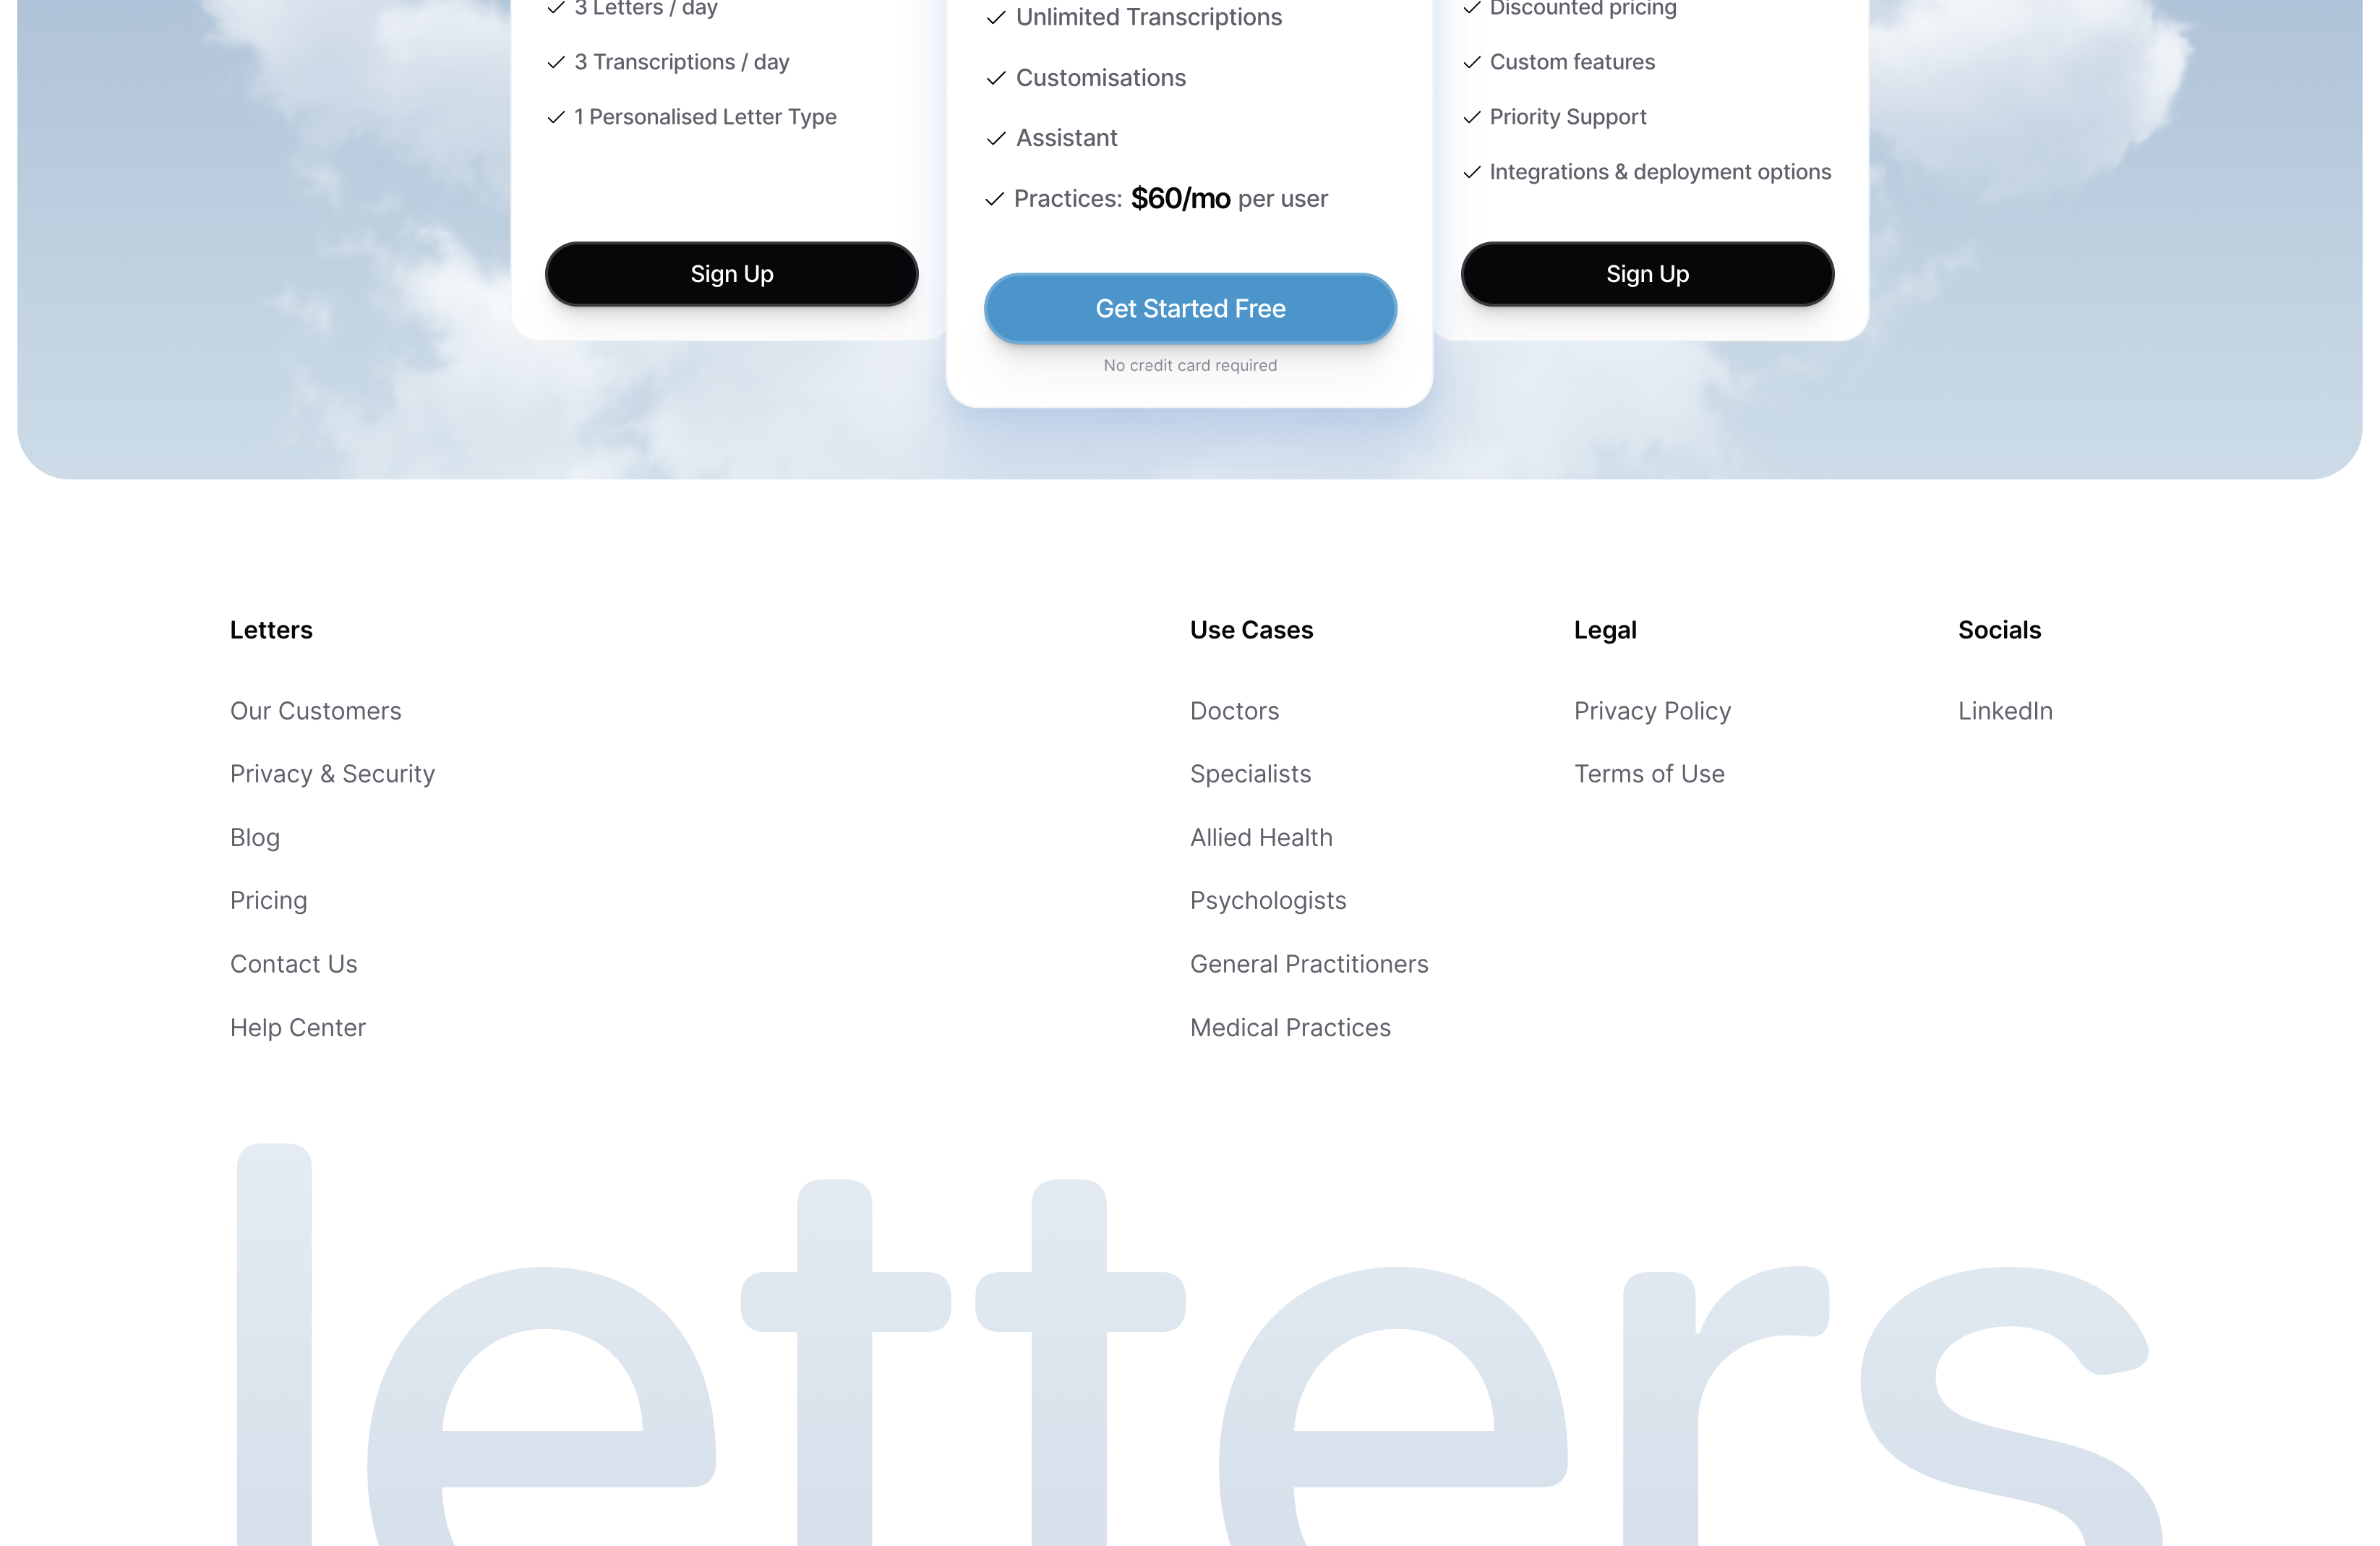 3 Letters / day
3 Transcriptions / day
1 Personalised Letter Type
Sign Up
Unlimited Transcriptions
Customisations
Assistant
Practices: $60/mo per user
Get Started Free
No credit card required
Discounted pricing
Custom features
Priority Support
Integrations & deployment options
Sign Up
Letters
Our Customers
Privacy & Security
Blog
Pricing
Contact Us
Help Center
Use Cases
Doctors
Specialists
Allied Health
Psychologists
General Practitioners
Medical Practices
Legal
Privacy Policy
Terms of Use
Socials
LinkedIn
letters